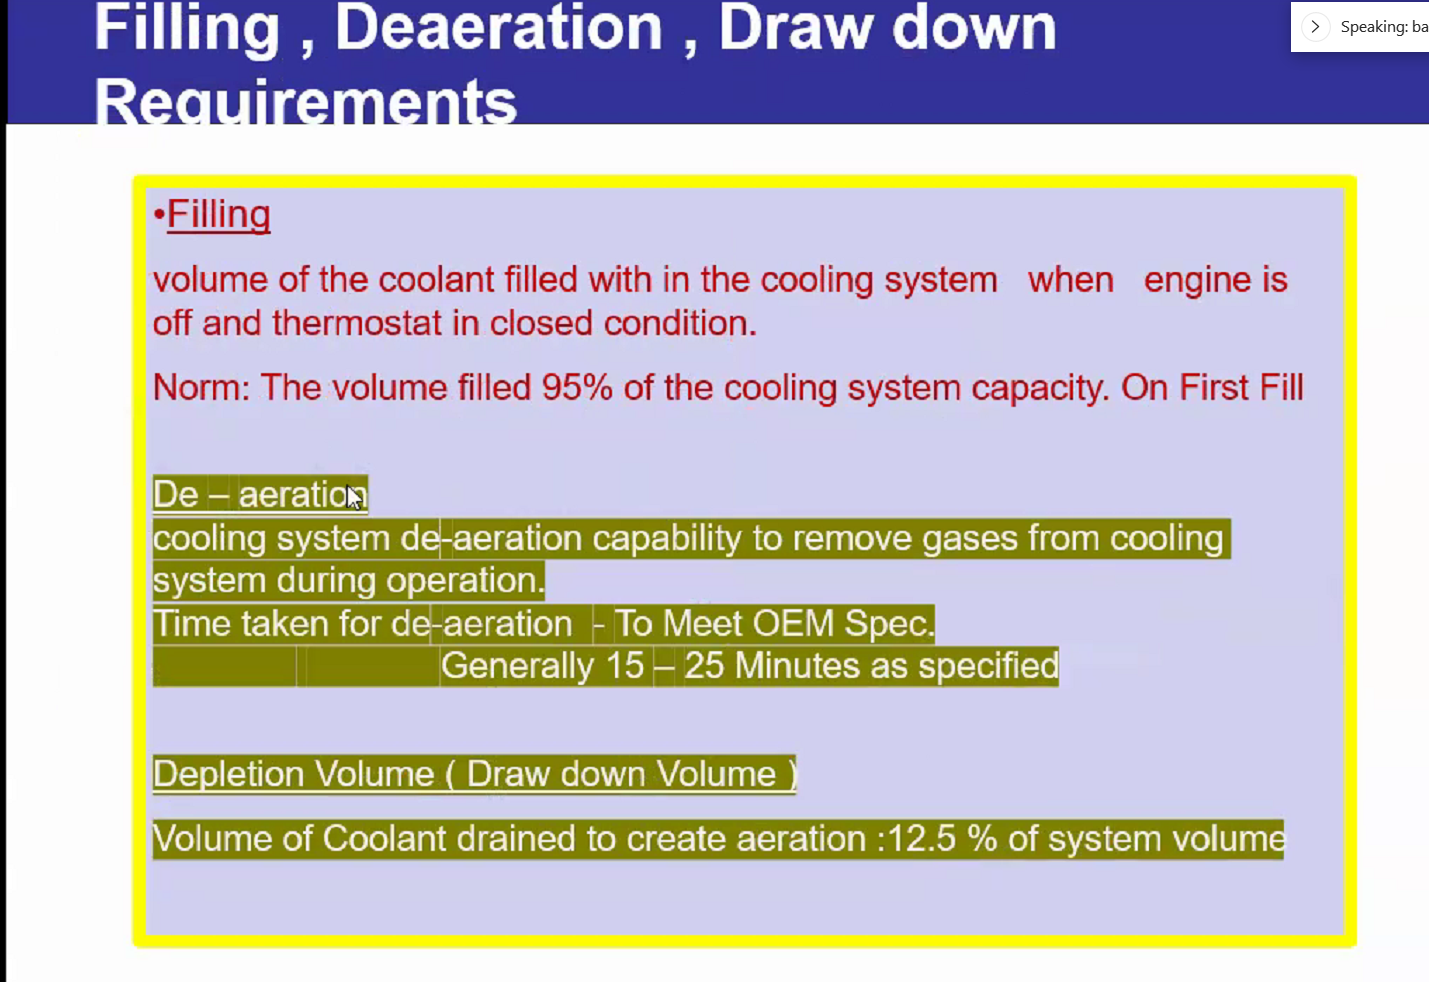 Filling , Deaeration , Draw down
Requirements
Speaking: ba
•Filling
volume of the coolant filled with in the cooling system when engine is
off and thermostat in closed condition.
Norm: The volume filled 95% of the cooling system capacity. On First Fill
De – aeration
cooling system de-aeration capability to remove gases from cooling
system during operation.
Time taken for de-aeration - To Meet OEM Spec.
Generally 15 – 25 Minutes as specified
Depletion Volume ( Draw down Volume )
Volume of Coolant drained to create aeration :12.5 % of system volume